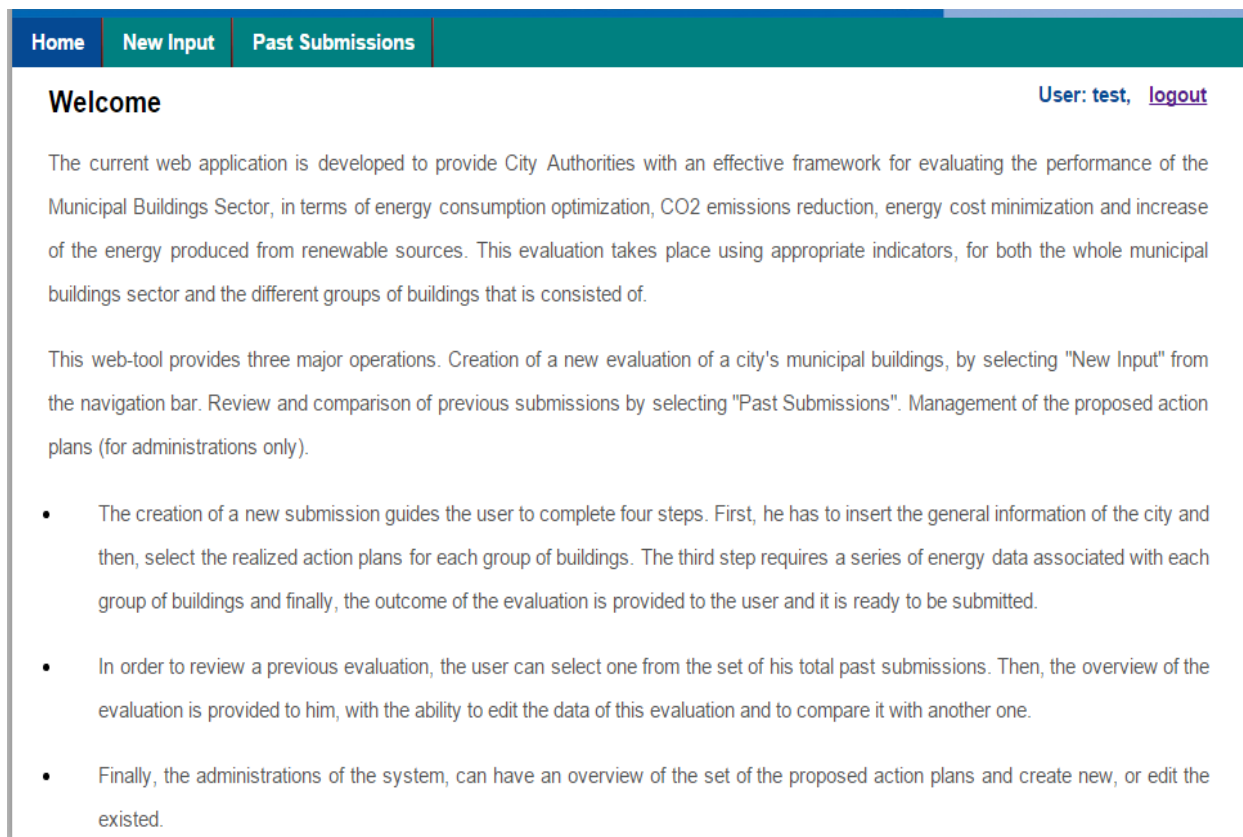 Home New Input Past Submissions
Welcome
User: test, logout
The current web application is developed to provide City Authorities with an effective framework for evaluating the performance of the
Municipal Buildings Sector, in terms of energy consumption optimization, CO2 emissions reduction, energy cost minimization and increase
of the energy produced from renewable sources. This evaluation takes place using appropriate indicators, for both the whole municipal
buildings sector and the different groups of buildings that is consisted of.
This web-tool provides three major operations. Creation of a new evaluation of a city's municipal buildings, by selecting "New Input" from
the navigation bar. Review and comparison of previous submissions by selecting "Past Submissions". Management of the proposed action
plans (for administrations only).
• The creation of a new submission guides the user to complete four steps. First, he has to insert the general information of the city and
then, select the realized action plans for each group of buildings. The third step requires a series of energy data associated with each
group of buildings and finally, the outcome of the evaluation is provided to the user and it is ready to be submitted.
• In order to review a previous evaluation, the user can select one from the set of his total past submissions. Then, the overview of the
evaluation is provided to him, with the ability to edit the data of this evaluation and to compare it with another one.
• Finally, the administrations of the system, can have an overview of the set of the proposed action plans and create new, or edit the
existed.